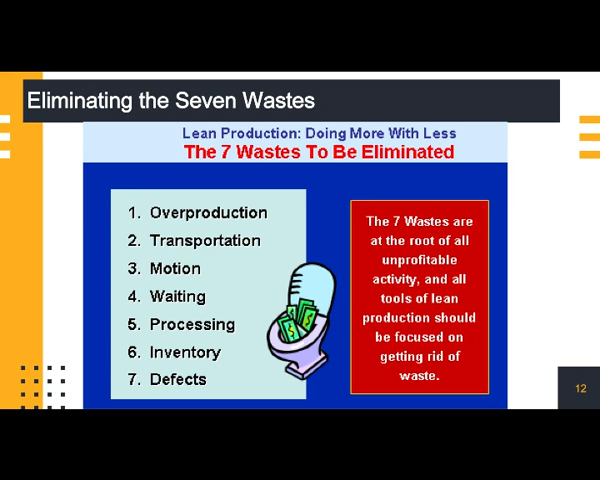 Eliminating the Seven Wastes
Lean Production: Doing More With Less
The 7 Wastes To Be Eliminated
1. Overproduction
2. Transportation
3. Motion
4. Waiting
5. Processing
6. Inventory
7. Defects
The 7 Wastes are
at the root of all
unprofitable
activity, and all
tools of lean
production should
be focused on
getting rid of
waste.
12